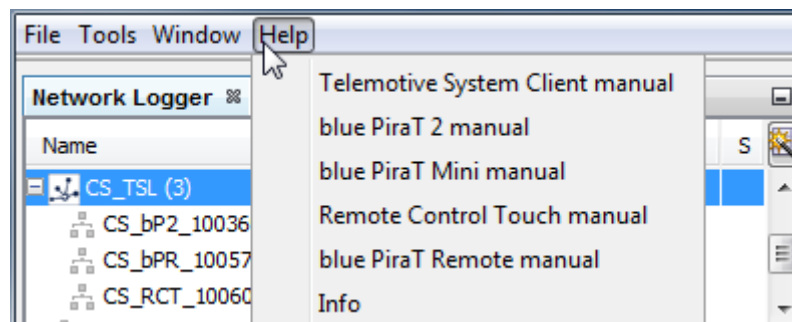 File Tools Window Help
Telemotive System Client manual
Network Logger
blue PiraT 2 manual
Name
S
blue PiraT Mini manual
CS_TSL (3)
Remote Control Touch manual
CS_bP2_10036
blue PiraT Remote manual
CS_bPR_10057
Info
CS_RCT_10060